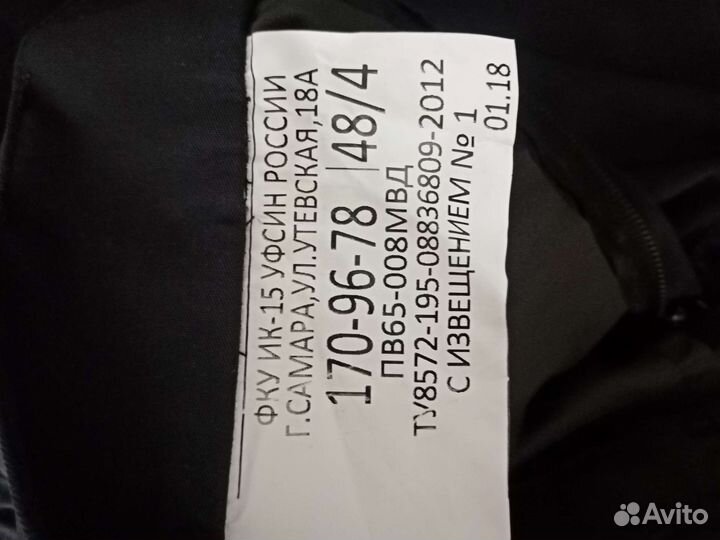 ФКУ ИК-15 УФСИН РОССИИ
Г.САМАРА,УЛ.УТЕВСКАЯ,18А
170-96-78 | 48/4
ПВ65-008МВД
ТУ8572-195-08836809-2012
С ИЗВЕЩЕНИЕМ № 1
01.18
Avito